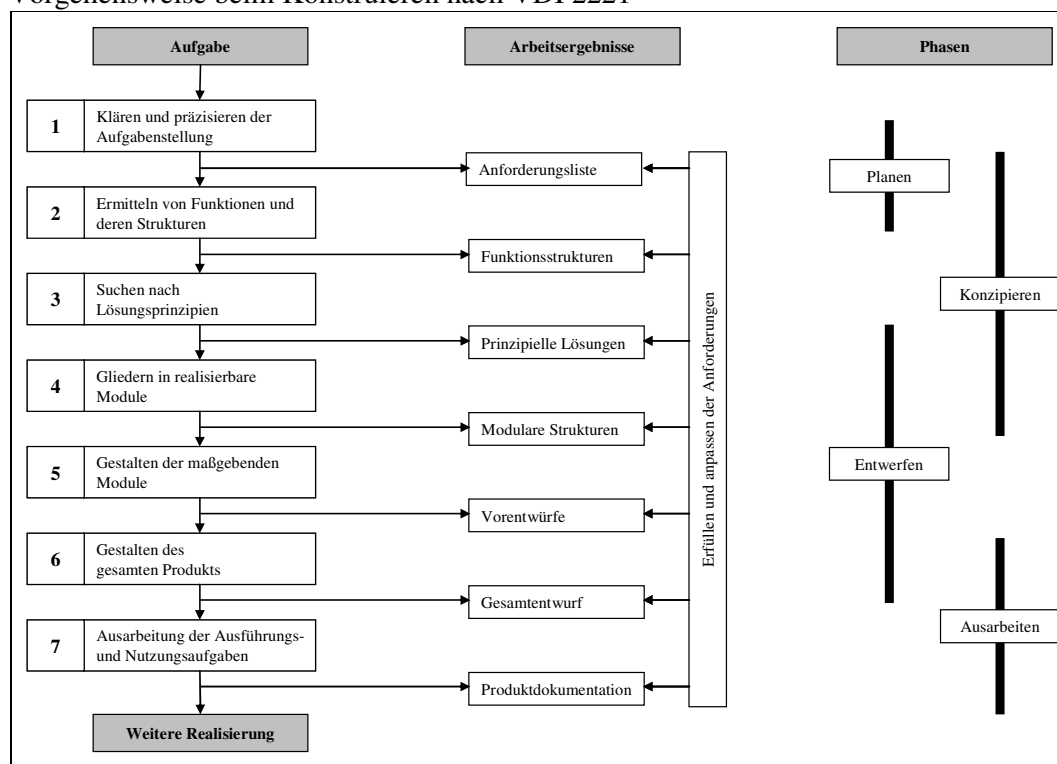 Vorgehensweise beim Konstruieren nach VDI 2221
Aufgabe
Arbeitsergebnisse
Phasen
1
Klären und präzisieren der
Aufgabenstellung
Anforderungsliste
Planen
2
Ermitteln von Funktionen und
deren Strukturen
Funktionsstrukturen
3
Suchen nach
Lösungsprinzipien
Konzipieren
Prinzipielle Lösungen
4
Gliedern in realisierbare
Module
Modulare Strukturen
5
Gestalten der maßgebenden
Module
Entwerfen
Vorentwürfe
6
Gestalten des
gesamten Produkts
Gesamtentwurf
7
Ausarbeitung der Ausführungs-
und Nutzungsaufgaben
Ausarbeiten
Produktdokumentation
Erfüllen und anpassen der Anforderungen
Weitere Realisierung